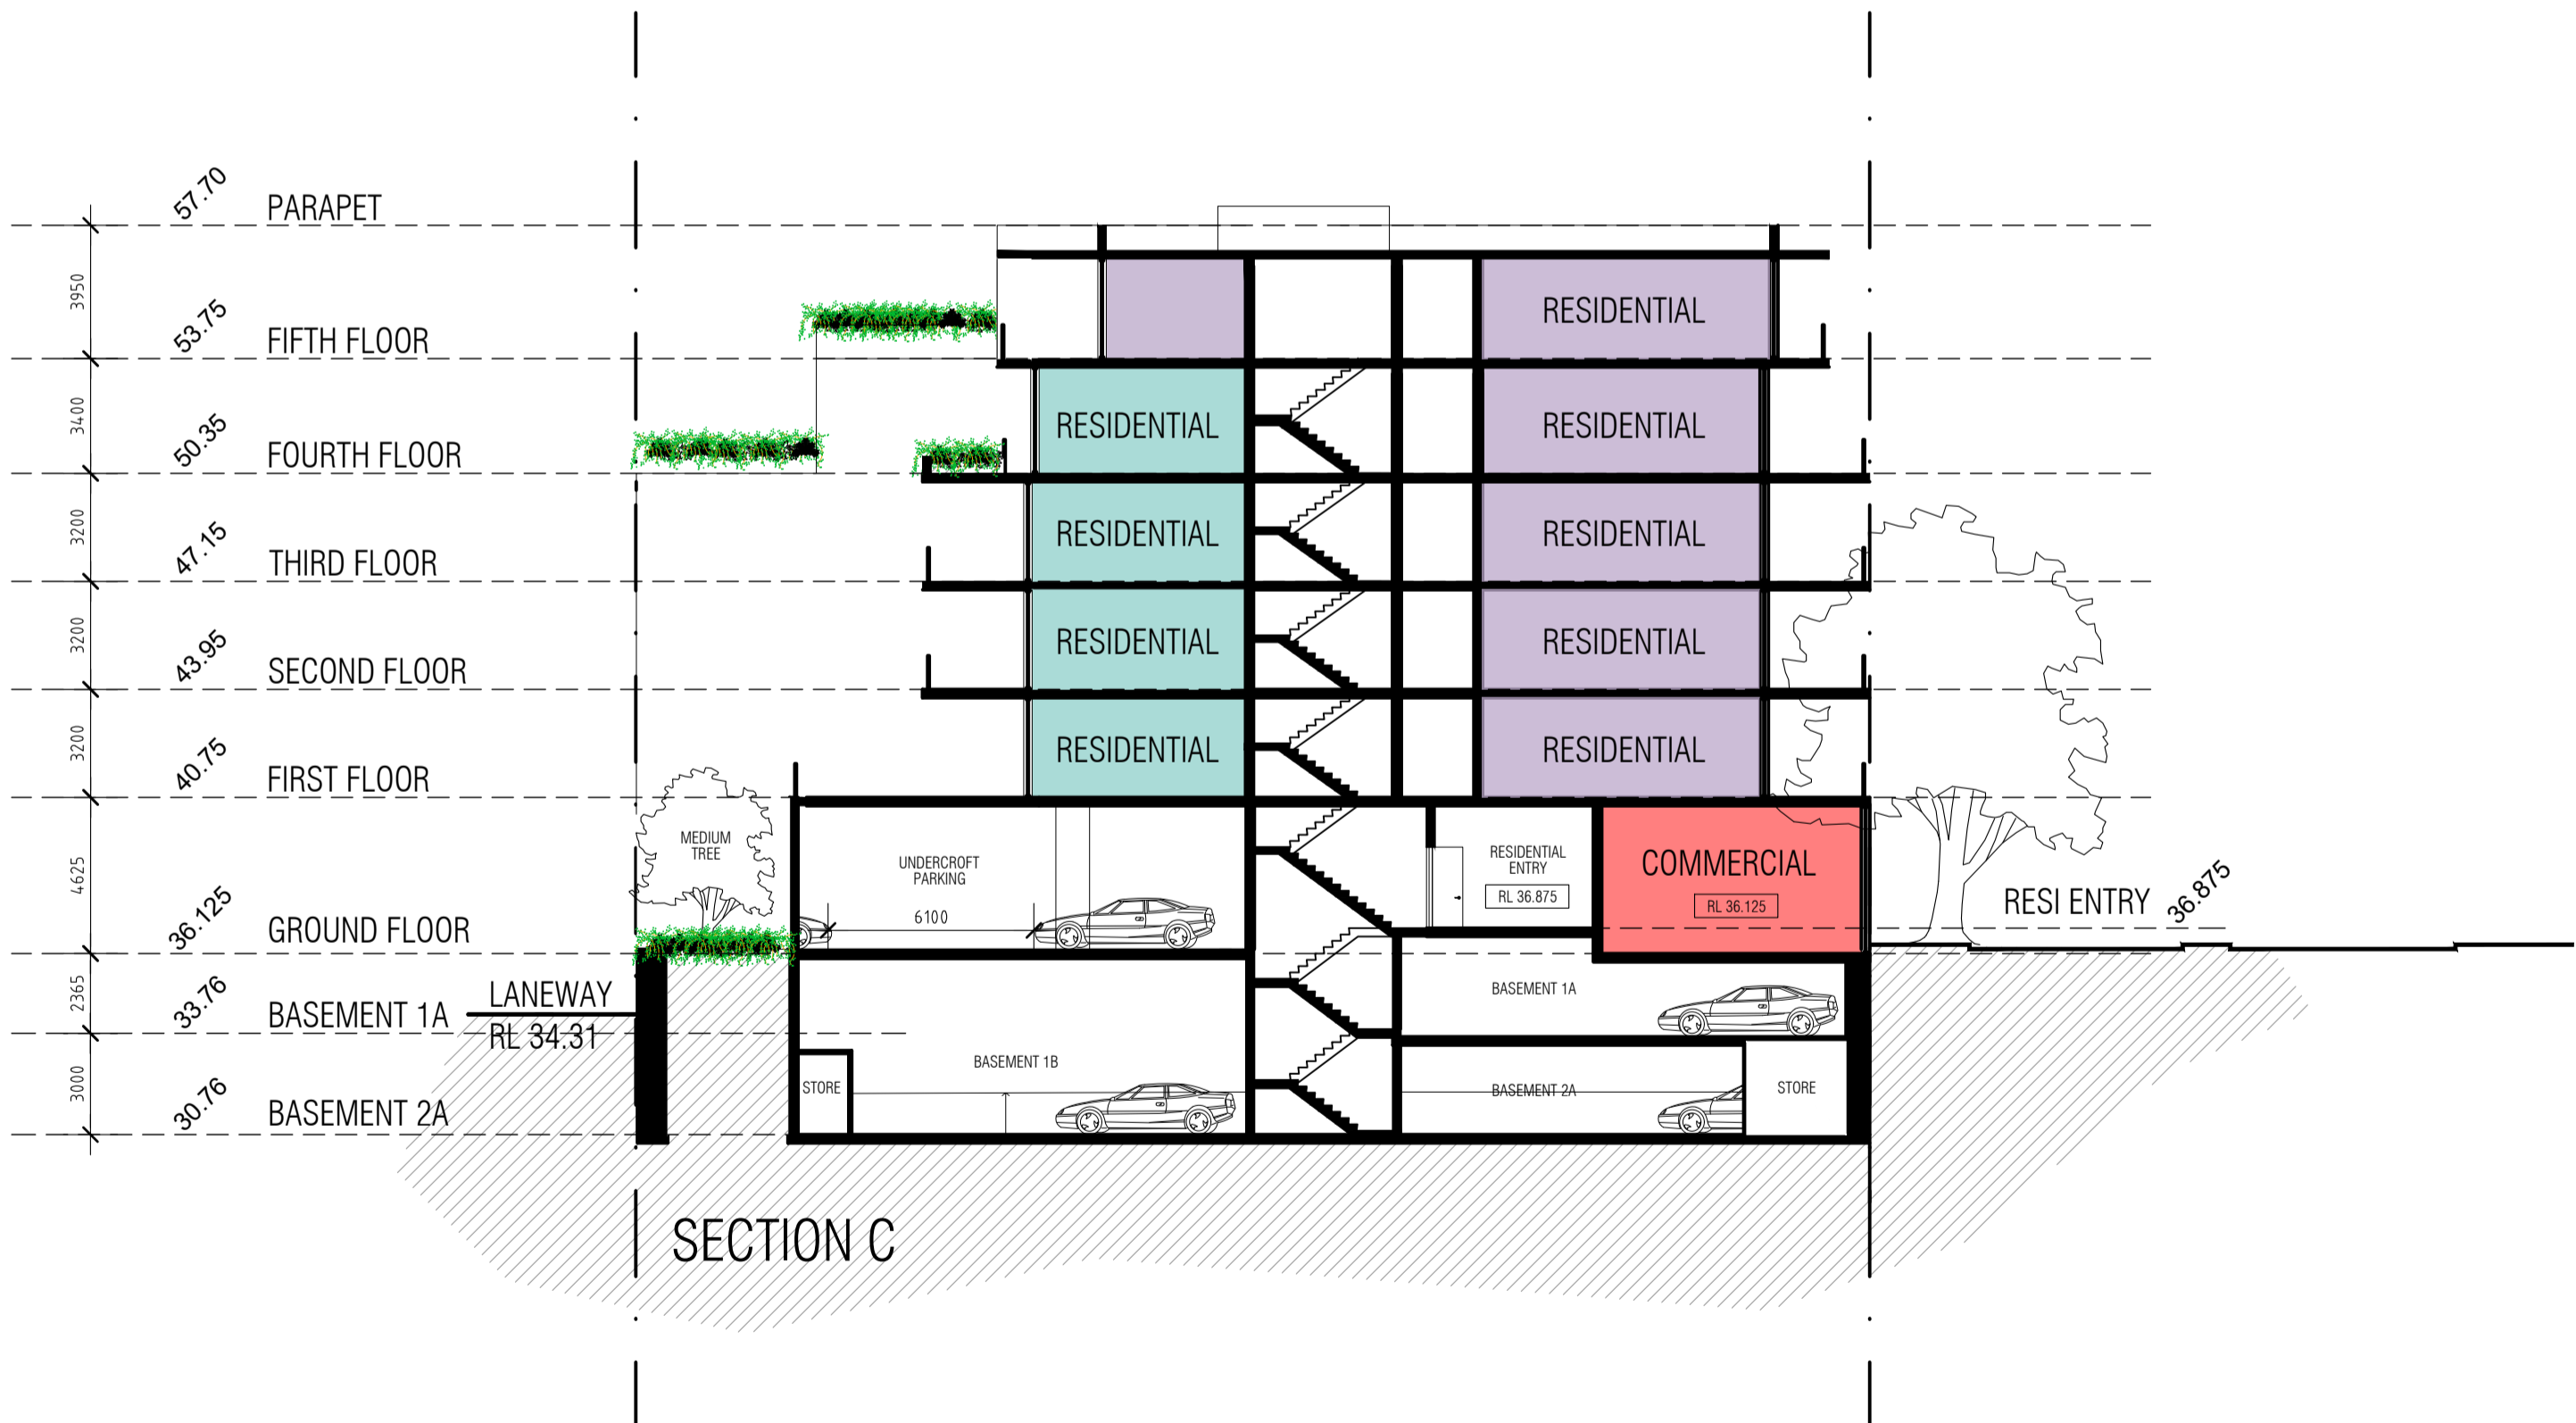 57.70 PARAPET
3950
53.75 FIFTH FLOOR
RESIDENTIAL
3400
50.35 FOURTH FLOOR
RESIDENTIAL RESIDENTIAL
3200
47.15 THIRD FLOOR
RESIDENTIAL RESIDENTIAL
3200
43.95 SECOND FLOOR
RESIDENTIAL RESIDENTIAL
3200
40.75 FIRST FLOOR
RESIDENTIAL RESIDENTIAL
4625
MEDIUM
TREE
UNDERCROFT
PARKING
6100
RESIDENTIAL
ENTRY
RL 36.875
COMMERCIAL
RL 36.125
RESI ENTRY 36.875
36.125 GROUND FLOOR
2365
33.76 BASEMENT 1A
LANEWAY
RL 34.31
BASEMENT 1A
3000
30.76 BASEMENT 2A
STORE
BASEMENT 1B
BASEMENT 2A
STORE
SECTION C